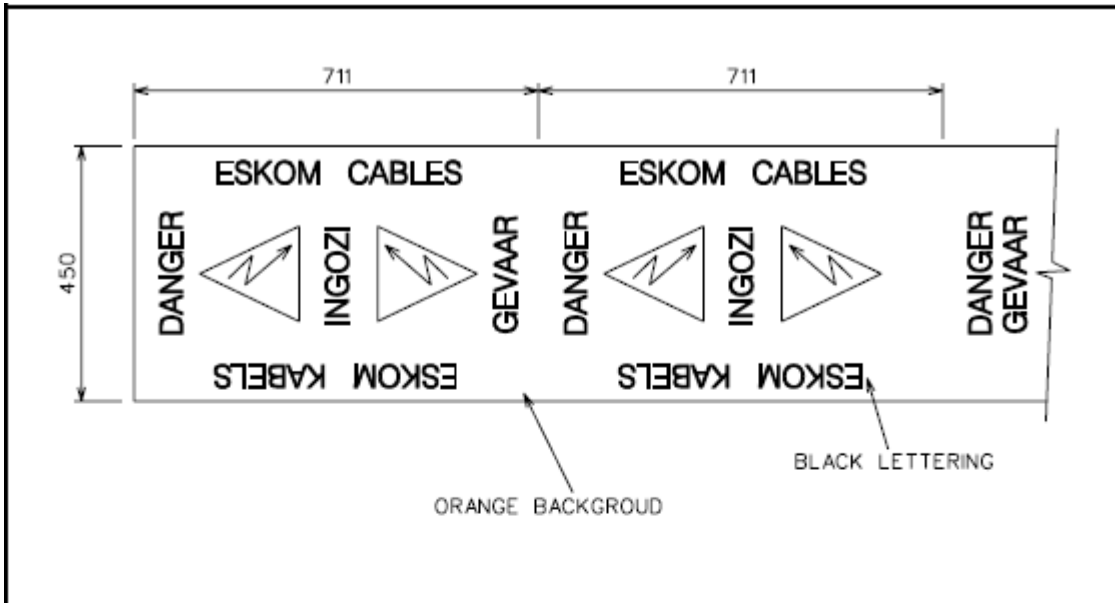 711 711
ESKOM CABLES ESKOM CABLES
450
DANGER INGOZI GEVAAR DANGER INGOZI DANGER GEVAAR
ESKOM KABELS ESKOM KABELS
BLACK LETTERING
ORANGE BACKGROUD